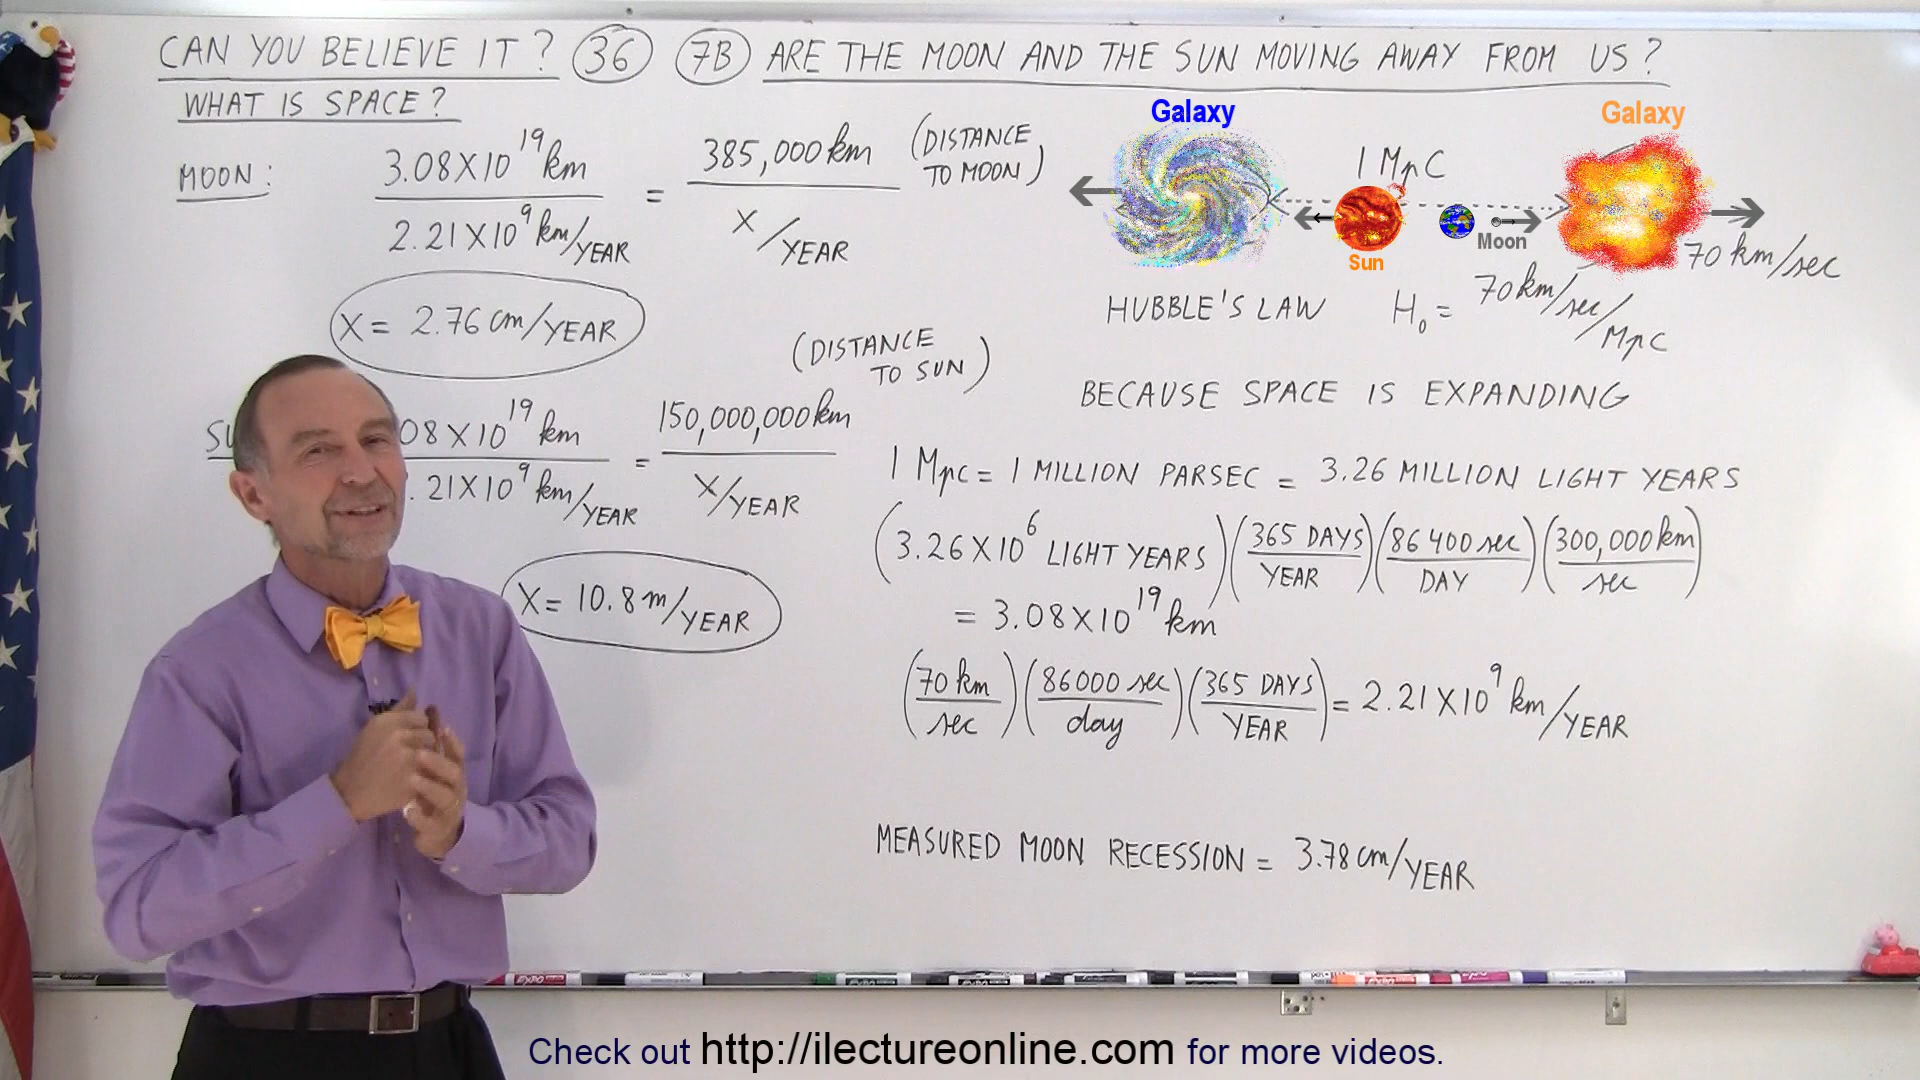 CAN YOU BELIEVE IT? 36 7B ARE THE MOON AND THE SUN MOVING AWAY FROM US?
WHAT IS SPACE?
MOON: 3.08X10^19 km / 2.21X10^9 km/YEAR = 385,000 km / X/YEAR (DISTANCE
TO MOON)
X = 2.76 cm/YEAR
(DISTANCE
TO SUN)
SU 08X10^19 km / .21X10^9 km/YEAR = 150,000,000 km / X/YEAR
X = 10.8 m/YEAR
Galaxy
Galaxy
1 MpC
Moon
Sun
70 km/sec
HUBBLE'S LAW H₀ = 70 km/sec/MpC
BECAUSE SPACE IS EXPANDING
1 Mpc = 1 MILLION PARSEC = 3.26 MILLION LIGHT YEARS
(3.26X10^6 LIGHT YEARS)(365 DAYS/YEAR)(86400 sec/DAY)(300,000 km/sec)
= 3.08X10^19 km
(70 km/sec)(86000 sec/day)(365 DAYS/YEAR) = 2.21X10^9 km/YEAR
MEASURED MOON RECESSION = 3.78 cm/YEAR
Check out http://ilectureonline.com for more videos.